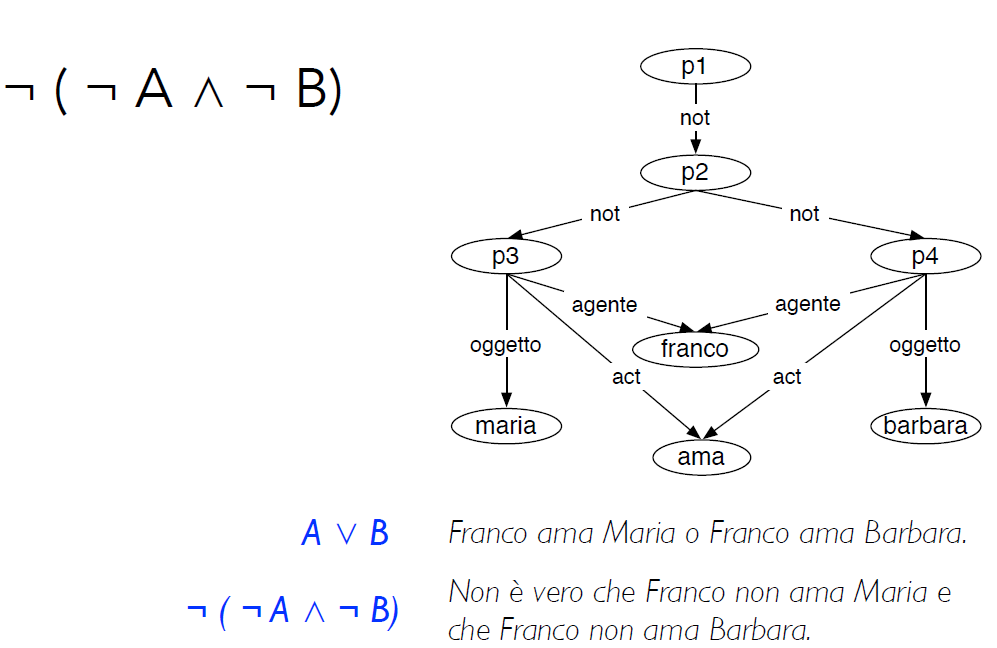 ¬ ( ¬ A ∧ ¬ B)
p1
not
p2
not not
p3 p4
agente agente
oggetto franco oggetto
act act
maria barbara
ama
A ∨ B Franco ama Maria o Franco ama Barbara.
¬ ( ¬ A ∧ ¬ B) Non è vero che Franco non ama Maria e
che Franco non ama Barbara.